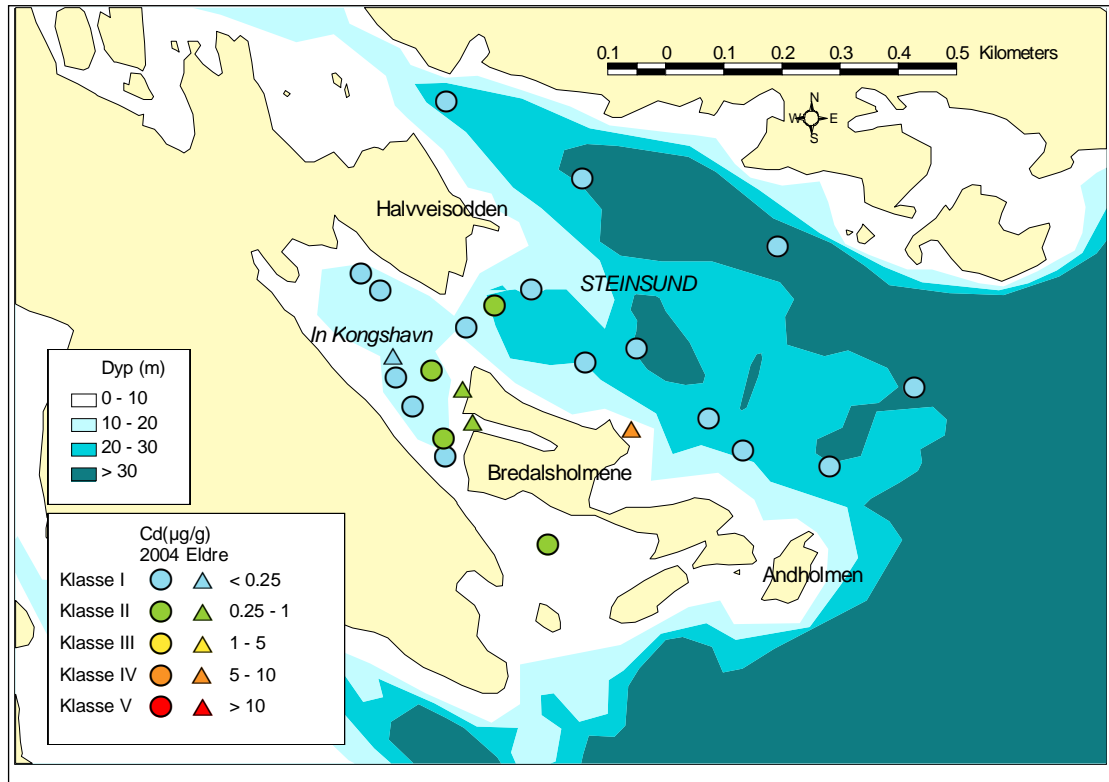 0.1 0 0.1 0.2 0.3 0.4 0.5 Kilometers
N
W E
S
Halvveisodden
STEINSUND
In Kongshavn
Bredalsholmene
Andholmen
Dyp (m)
0 - 10
10 - 20
20 - 30
> 30
Cd(µg/g)
2004 Eldre
Klasse I < 0.25
Klasse II 0.25 - 1
Klasse III 1 - 5
Klasse IV 5 - 10
Klasse V > 10